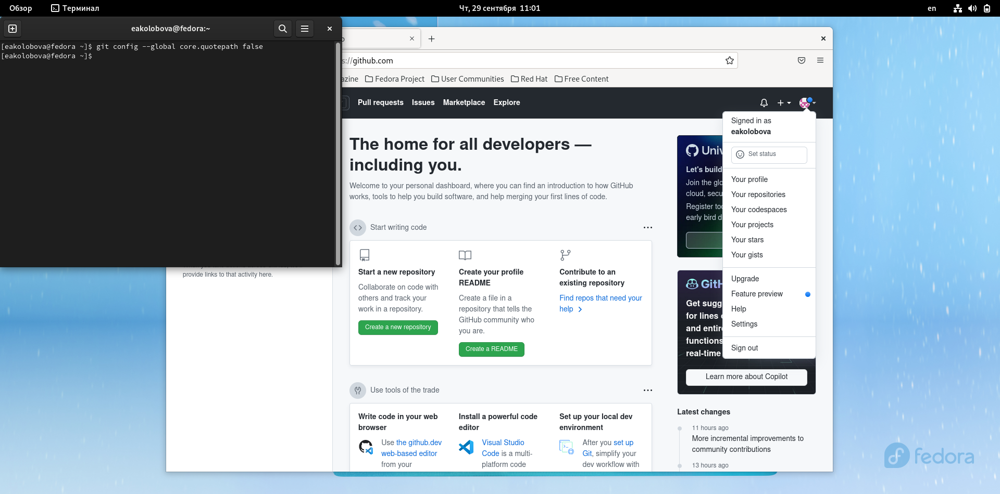 Обзор
Терминал
Чт, 29 сентября 11:01
en
eakolobova@fedora:~
[eakolobova@fedora ~]$ git config --global core.quotepath false
[eakolobova@fedora ~]$
://github.com
Fedora Project
User Communities
Red Hat
Free Content
Pull requests
Issues
Marketplace
Explore
Signed in as
eakolobova
Set status
Your profile
Your repositories
Your codespaces
Your projects
Your stars
Your gists
Upgrade
Feature preview
Help
Settings
Sign out
provide links to that activity here.
The home for all developers —
including you.
Welcome to your personal dashboard, where you can find an introduction to how GitHub
works, tools to help you build software, and help merging your first lines of code.
Start writing code
Start a new repository
Collaborate on code with
others and track your
work in a repository.
Create a new repository
Create your profile
README
Create a file in a
repository that tells the
GitHub community who
you are.
Create a README
Contribute to an
existing repository
Find repos that need your
help
Use tools of the trade
Write code in your web
browser
Use the github.dev
web-based editor
from your
Install a powerful code
editor
Visual Studio
Code is a multi-
platform code
Set up your local dev
environment
After you set up
Git, simplify your
dev workflow with
Let's build
Join the
cloud,
Register
early bird
Get
for lines
and
functions
real-time
Learn more about Copilot
Latest changes
11 hours ago
More incremental improvements to
community contributions
13 hours ago
fedora